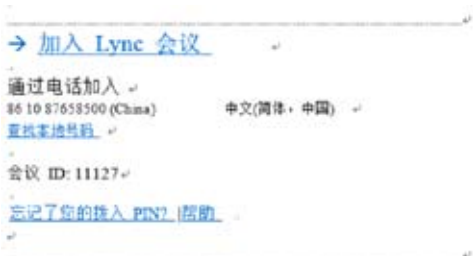 → 加入 Lync 会议
通过电话加入
86 10 87658500 (China) 中文(简体，中国)
查找本地号码
会议 ID: 11127
忘记了您的拨入 PIN? |帮助